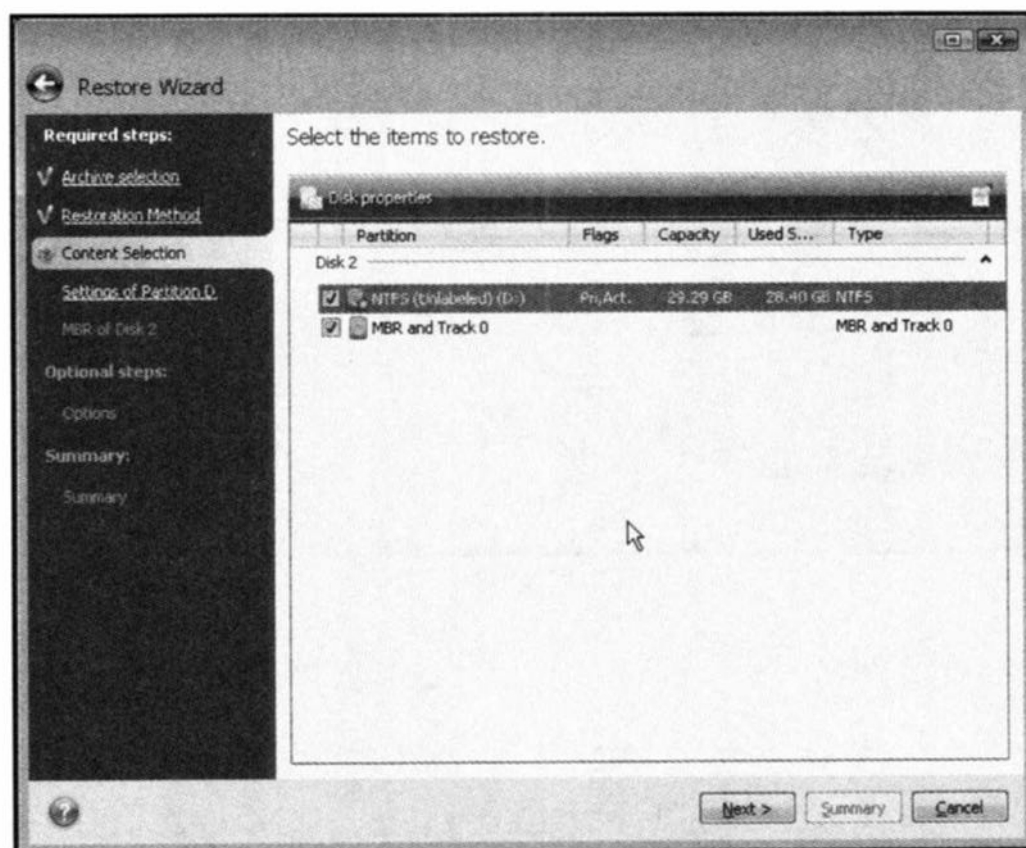 Restore Wizard
Required steps:
Archive selection
Restoration Method
Content Selection
Settings of Partition D.
MBR of Disk 2
Optional steps:
Options
Summary:
Summary
Select the items to restore.
Disk properties
Partition Flags Capacity Used S... Type
Disk 2
NTFS (Unlabeled) (D:) Pri,Act. 29.29 GB 28.40 GB NTFS
MBR and Track 0 MBR and Track 0
? Next > Summary Cancel